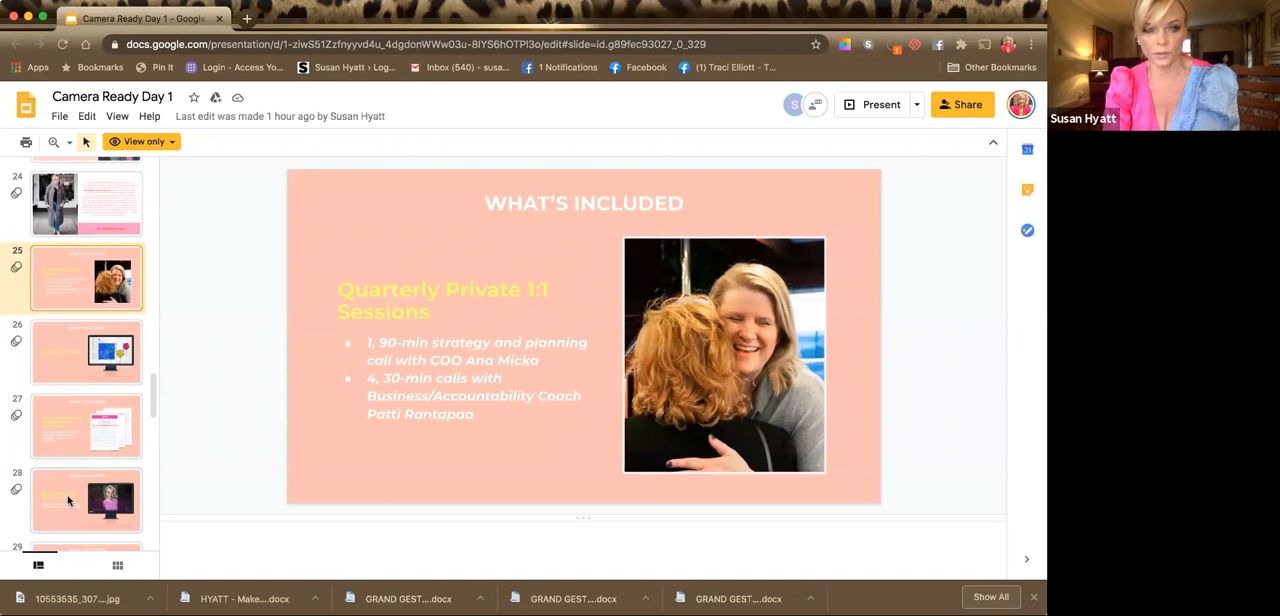 Camera Ready Day 1 - Google
docs.google.com/presentation/d/1-ziwS51Zzfnyyvd4u_4dgdonWWw03u-8IYS6hOTPl3o/edit#slide=id.g89fec93027_0_329
Apps Bookmarks Pin It Login - Access Yo... Susan Hyatt › Log... Inbox (540) - susa... 1 Notifications Facebook (1) Traci Elliott - T... Other Bookmarks
Camera Ready Day 1
File Edit View Help Last edit was made 1 hour ago by Susan Hyatt
S
Present
Share
View only
Susan Hyatt
24
25
26
27
28
29
WHAT'S INCLUDED
Quarterly Private 1:1
Sessions
● 1, 90-min strategy and planning
call with COO Ana Micka
● 4, 30-min calls with
Business/Accountability Coach
Patti Rantapaa
10553535_307....jpg HYATT - Make....docx GRAND GEST....docx GRAND GEST....docx GRAND GEST....docx Show All